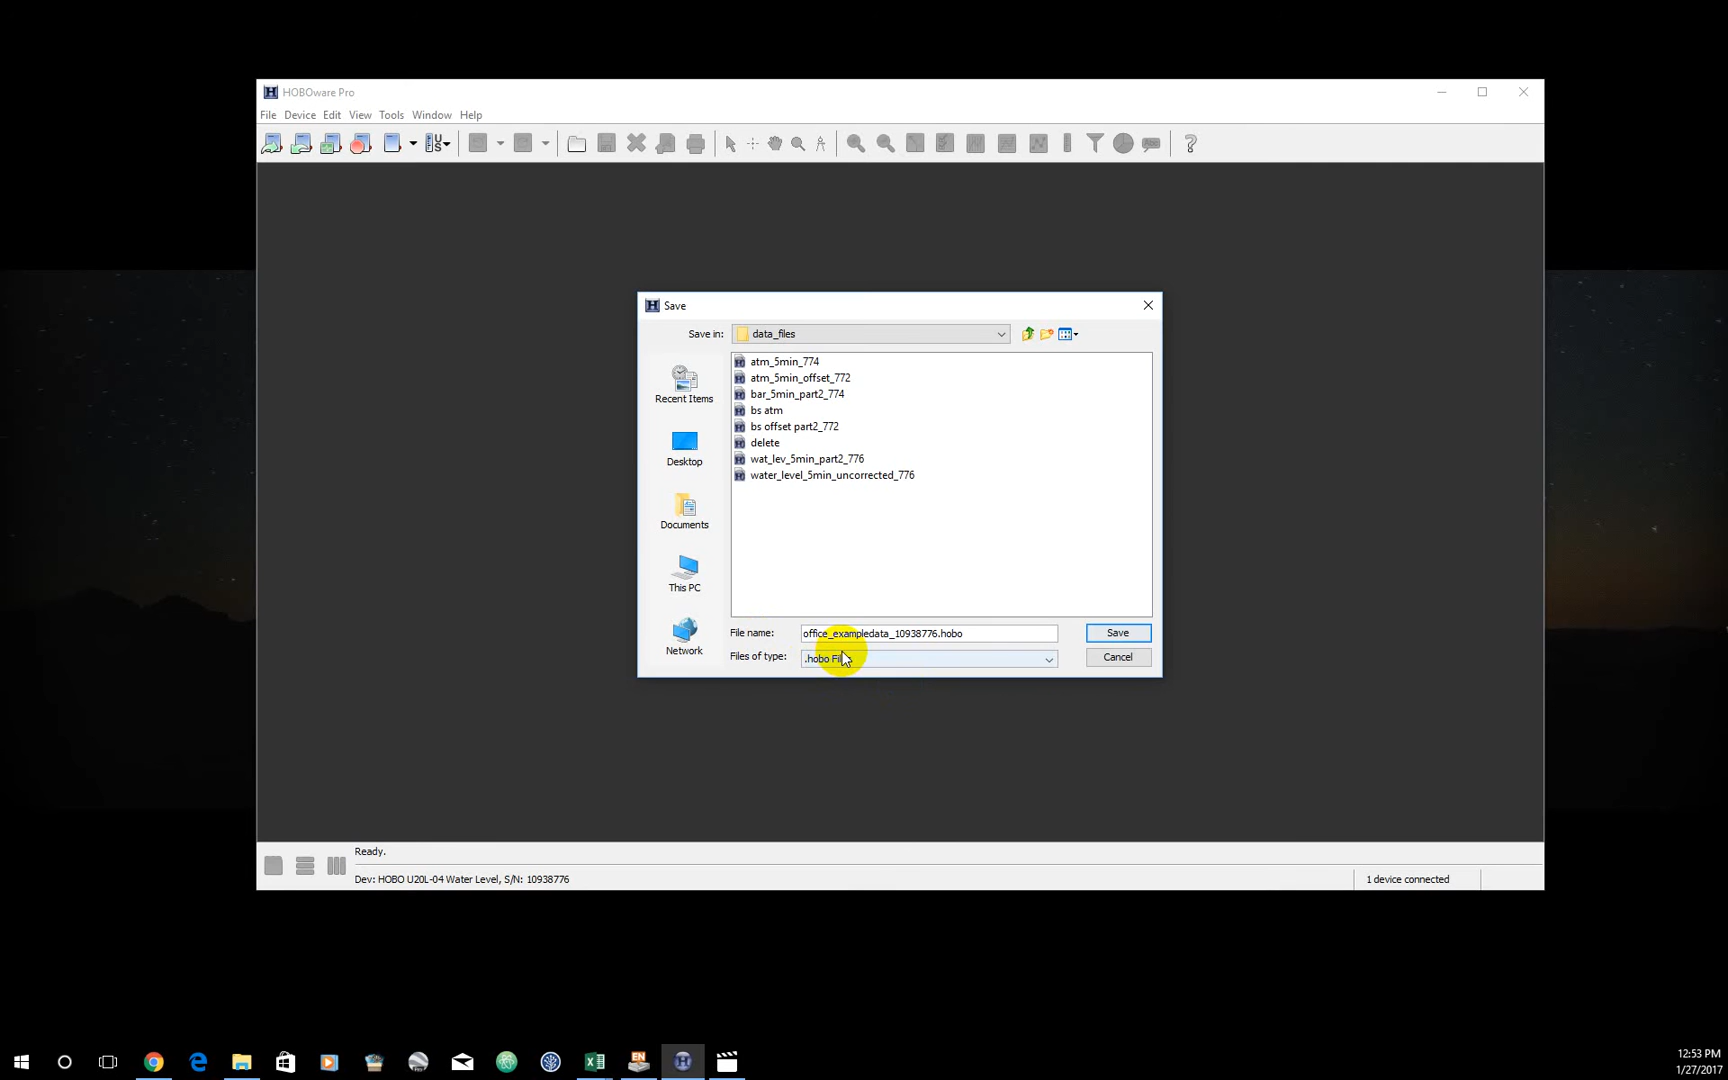 HOBOware Pro
File Device Edit View Tools Window Help
Save
Save in: data_files
Recent Items
Desktop
Documents
This PC
Network
atm_5min_774
atm_5min_offset_772
bar_5min_part2_774
bs atm
bs offset part2_772
delete
wat_lev_5min_part2_776
water_level_5min_uncorrected_776
File name: office_exampledata_10938776.hobo Save
Files of type: .hobo Cancel
Ready.
Dev: HOBO U20L-04 Water Level, S/N: 10938776 1 device connected
12:53 PM
1/27/2017